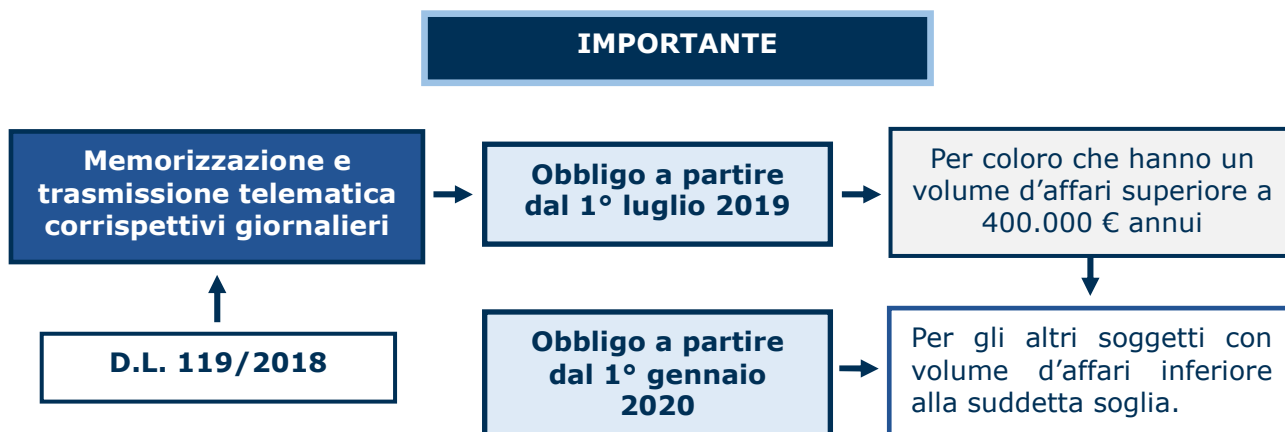 IMPORTANTE
Memorizzazione e
trasmissione telematica
corrispettivi giornalieri
Obbligo a partire
dal 1° luglio 2019
Per coloro che hanno un
volume d’affari superiore a
400.000 € annui
D.L. 119/2018
Obbligo a partire
dal 1° gennaio
2020
Per gli altri soggetti con
volume d’affari inferiore
alla suddetta soglia.